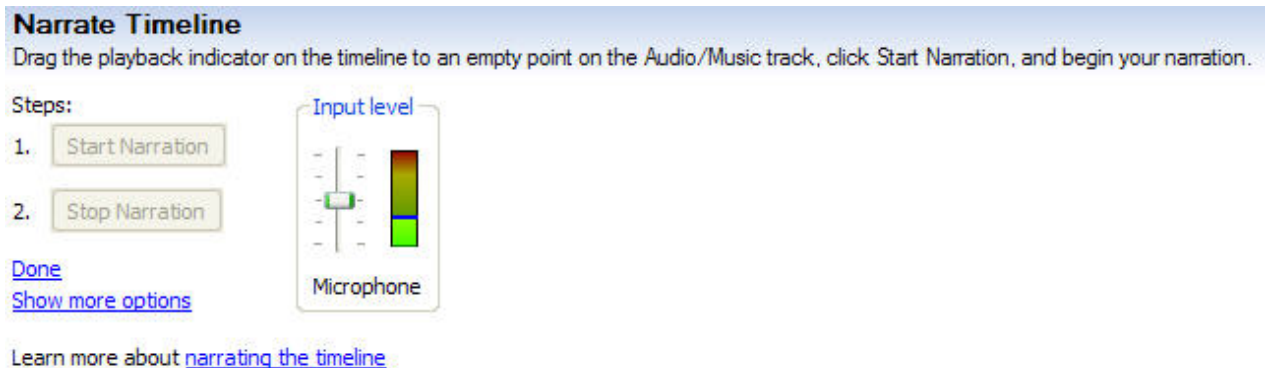 Narrate Timeline
Drag the playback indicator on the timeline to an empty point on the Audio/Music track, click Start Narration, and begin your narration.
Steps:
1. Start Narration
2. Stop Narration
Done
Show more options
Input level
Microphone
Learn more about narrating the timeline